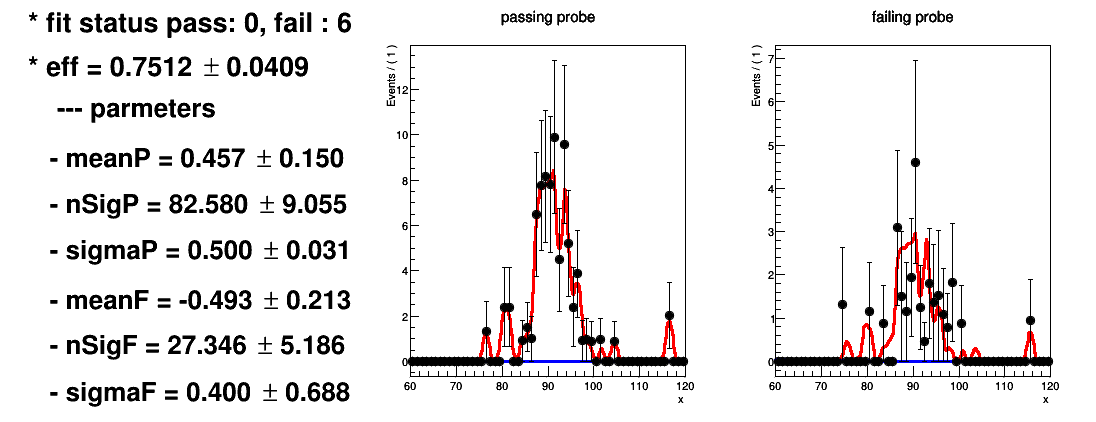 * fit status pass: 0, fail : 6
* eff = 0.7512 ± 0.0409
--- parmeters
- meanP = 0.457 ± 0.150
- nSigP = 82.580 ± 9.055
- sigmaP = 0.500 ± 0.031
- meanF = -0.493 ± 0.213
- nSigF = 27.346 ± 5.186
- sigmaF = 0.400 ± 0.688
passing probe
Events / ( 1 )
12
10
8
6
4
2
0
60 70 80 90 100 110 120
x
failing probe
Events / ( 1 )
7
6
5
4
3
2
1
0
60 70 80 90 100 110 120
x